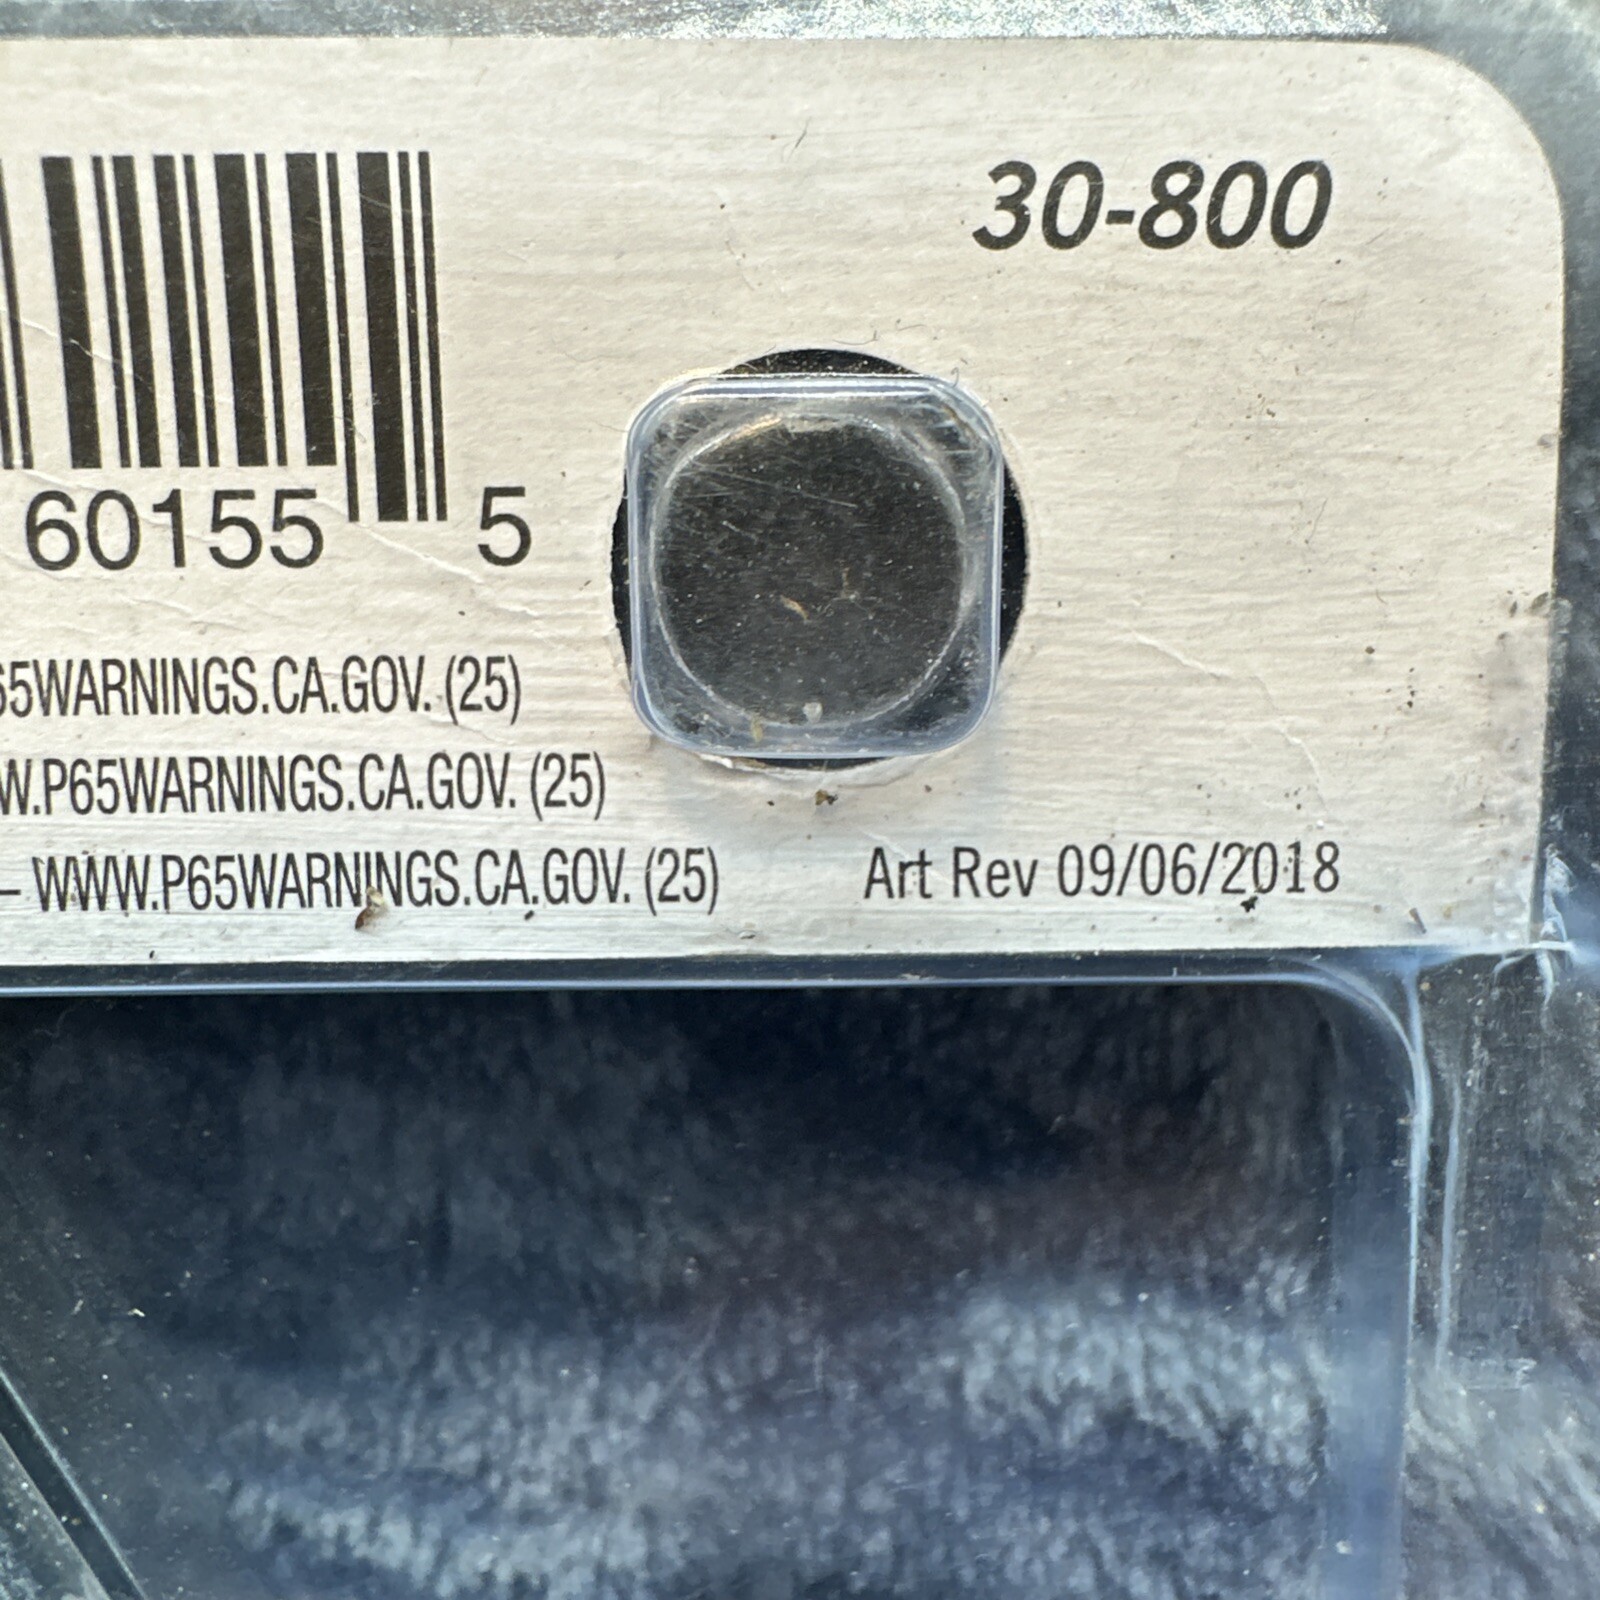 30-800
60155 5
65WARNINGS.CA.GOV. (25)
W.P65WARNINGS.CA.GOV. (25)
– WWW.P65WARNINGS.CA.GOV. (25)
Art Rev 09/06/2018